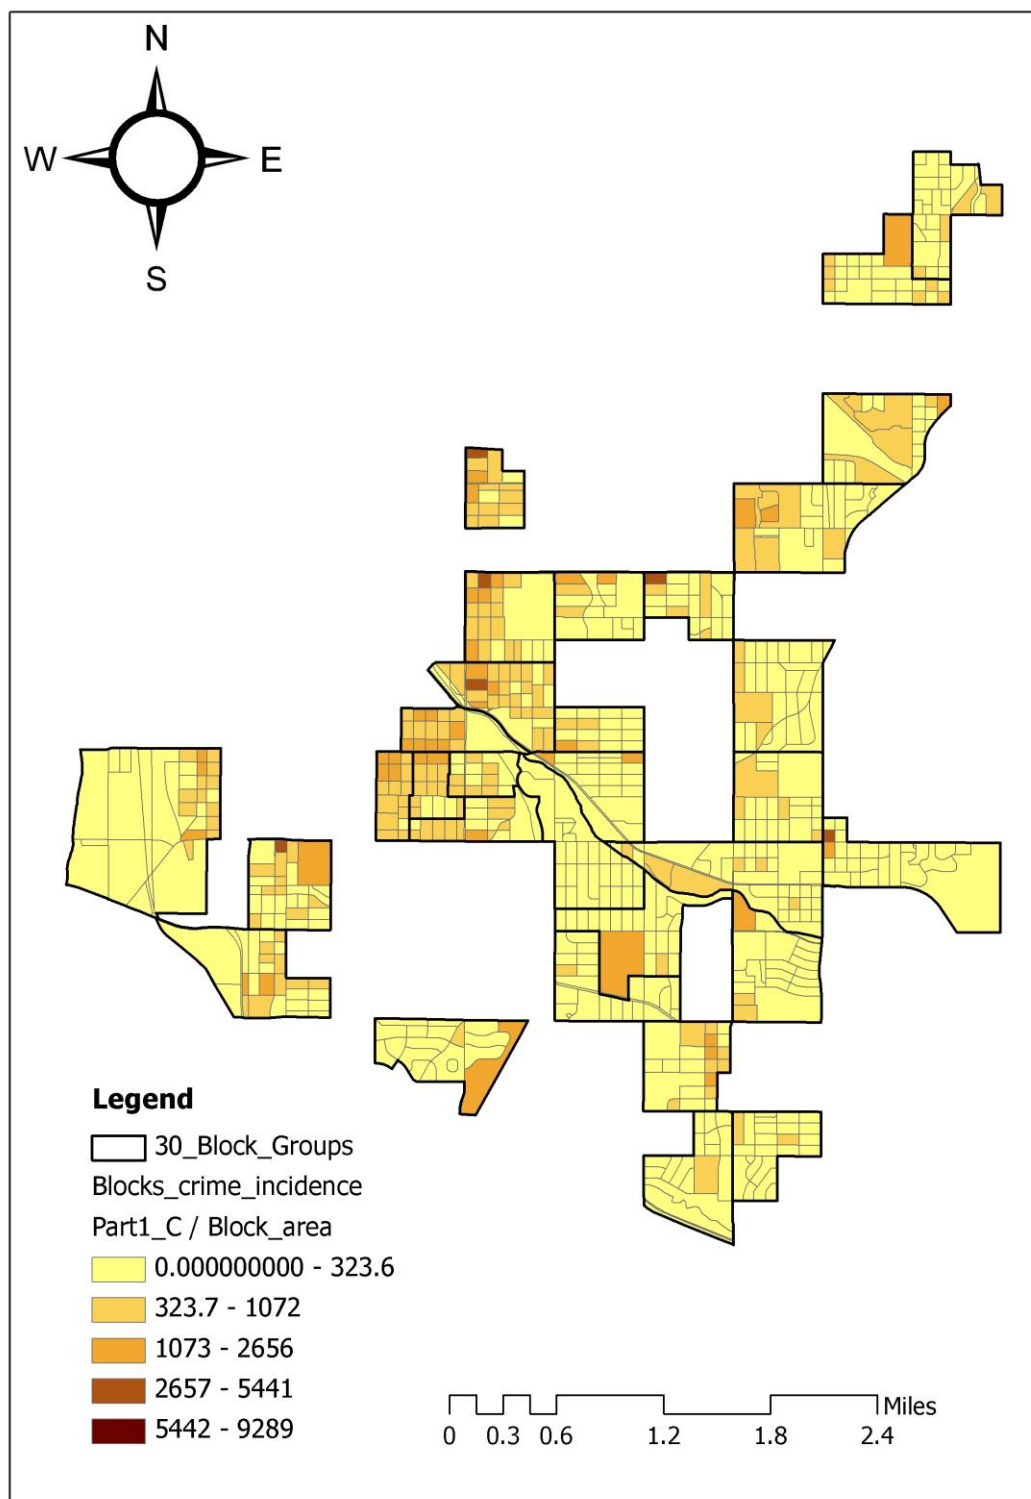 N
W E
S
Legend
30_Block_Groups
Blocks_crime_incidence
Part1_C / Block_area
0.000000000 - 323.6
323.7 - 1072
1073 - 2656
2657 - 5441
5442 - 9289
Miles
0 0.3 0.6 1.2 1.8 2.4